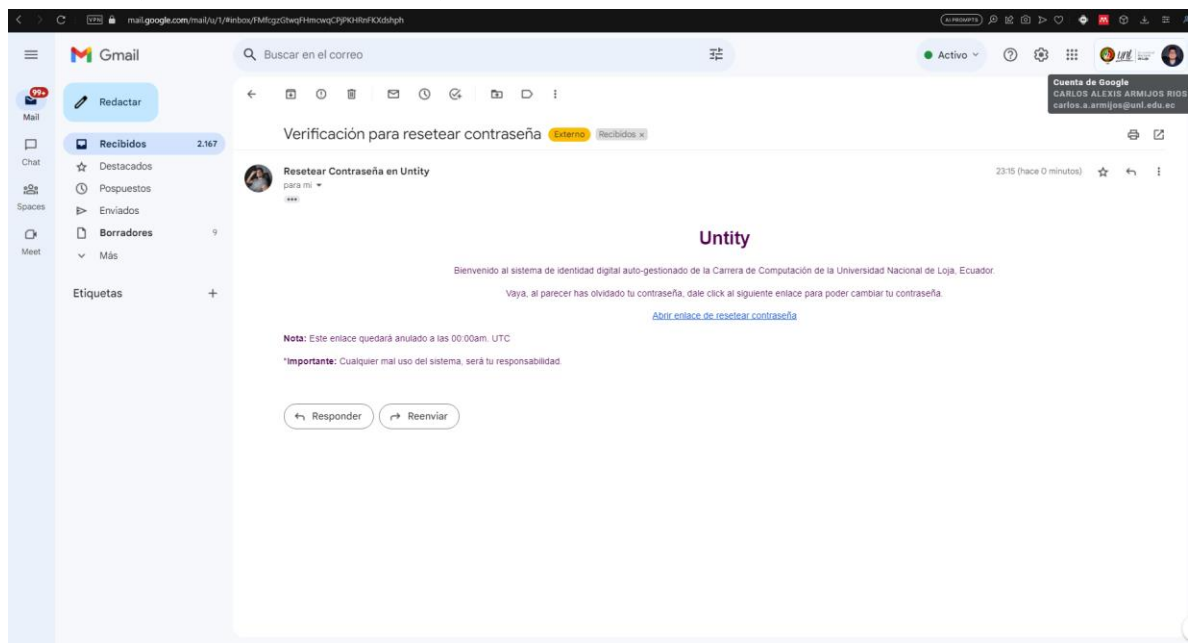 VPN mail.google.com/mail/u/1/#inbox/FMfcgzGtwqFHmcwqCPjPKHRnFKXdshph AI PROMPTS
Gmail
Buscar en el correo
Activo
unl
Cuenta de Google
CARLOS ALEXIS ARMIJOS RIOS
carlos.a.armijos@unl.edu.ec
99+
Mail
Chat
Spaces
Meet
Redactar
Recibidos 2.167
Destacados
Pospuestos
Enviados
Borradores 9
Más
Etiquetas +
Verificación para resetear contraseña Externo Recibidos x
Resetear Contraseña en Untity 23:15 (hace 0 minutos)
para mi
Untity
Bienvenido al sistema de identidad digital auto-gestionado de la Carrera de Computación de la Universidad Nacional de Loja, Ecuador.
Vaya, al parecer has olvidado tu contraseña, dale click al siguiente enlace para poder cambiar tu contraseña.
Abrir enlace de resetear contraseña
Nota: Este enlace quedará anulado a las 00:00am. UTC
*Importante: Cualquier mal uso del sistema, será tu responsabilidad.
Responder Reenviar